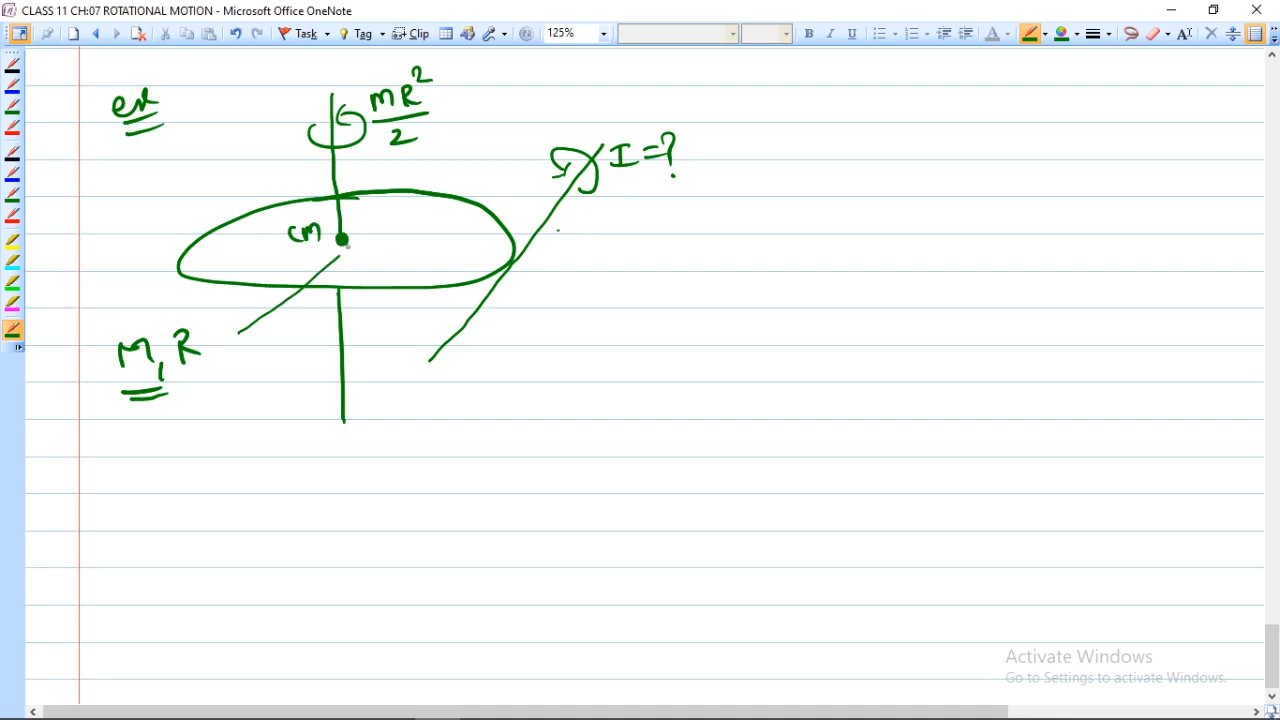 CLASS 11 CH:07 ROTATIONAL MOTION - Microsoft Office OneNote
Task Tag Clip 125% B I U
ex
MR²/2
I = ?
CM
M, R
Activate Windows
Go to Settings to activate Windows.